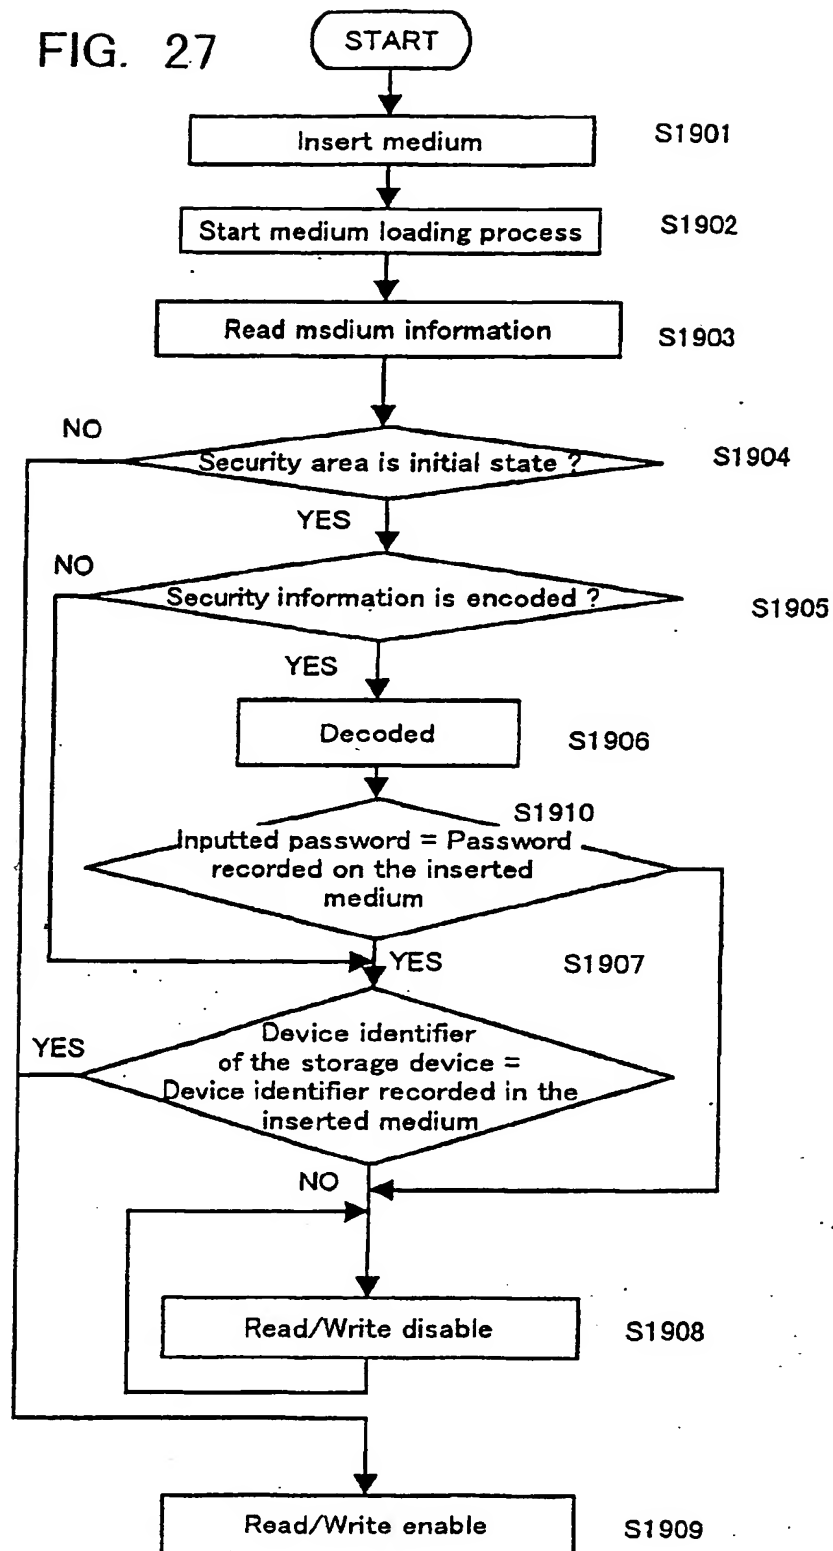 FIG. 27
START
Insert medium
S1901
Start medium loading process
S1902
Read msdium information
S1903
NO
Security area is initial state ?
S1904
YES
NO
Security information is encoded ?
S1905
YES
Decoded
S1906
S1910
Inputted password = Password
recorded on the inserted
medium
YES
S1907
YES
Device identifier
of the storage device =
Device identifier recorded in the
inserted medium
NO
Read/Write disable
S1908
Read/Write enable
S1909